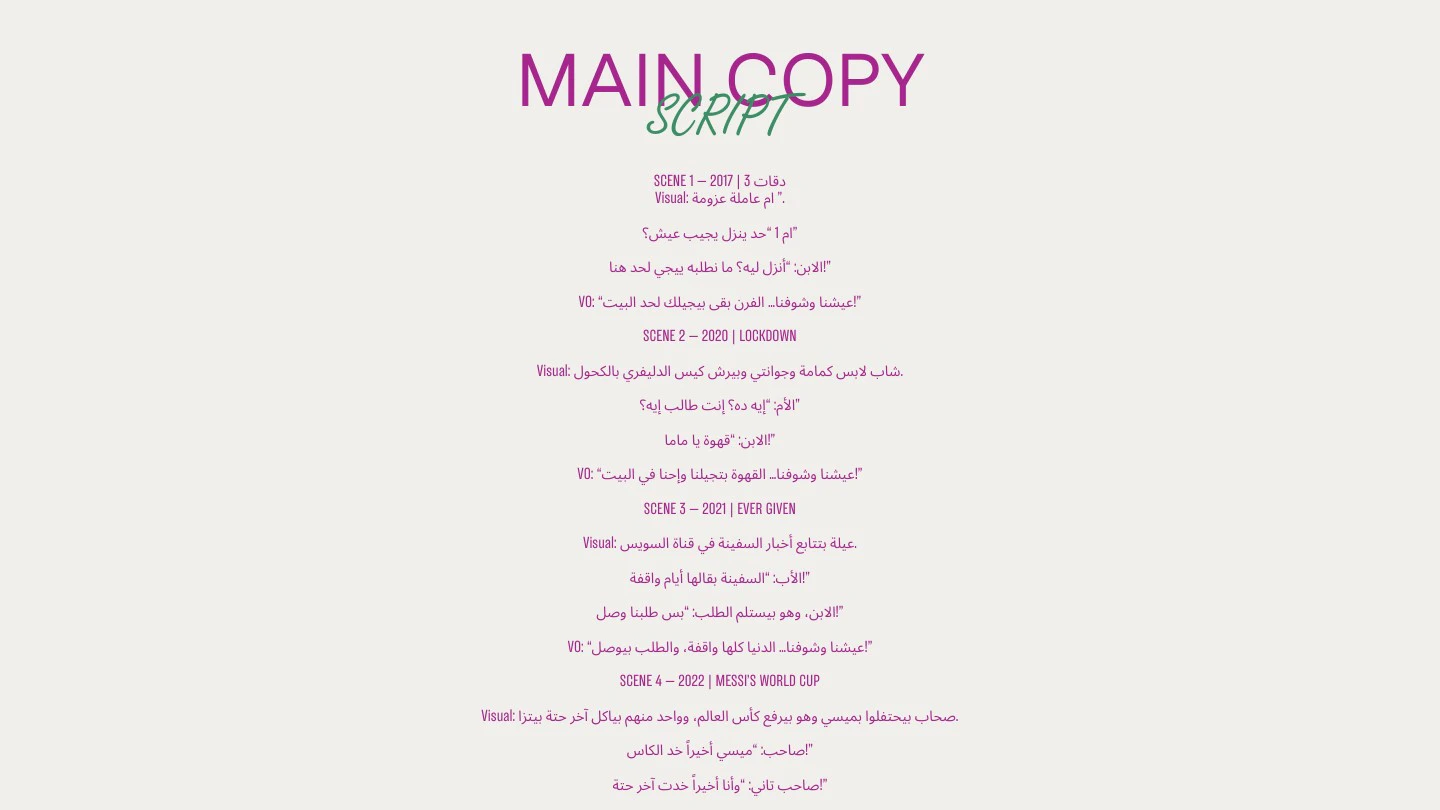 MAIN COPY
SCRIPT
SCENE 1 – 2017 | 3 دقات
Visual: ام عاملة عزومة ”.
ام 1 “حد ينزل يجيب عيش؟”
الابن: “أنزل ليه؟ ما نطلبه ييجي لحد هنا!”
VO: “عيشنا وشوفنا… الفرن بقى بيجيلك لحد البيت!”
SCENE 2 – 2020 | LOCKDOWN
Visual: شاب لابس كمامة وجوانتي وبيرش كيس الدليفري بالكحول.
الأم: “إيه ده؟ إنت طالب إيه؟”
الابن: “قهوة يا ماما!”
VO: “عيشنا وشوفنا… القهوة بتجيلنا وإحنا في البيت!”
SCENE 3 – 2021 | EVER GIVEN
Visual: عيلة بتتابع أخبار السفينة في قناة السويس.
الأب: “السفينة بقالها أيام واقفة!”
الابن، وهو بيستلم الطلب: “بس طلبنا وصل!”
VO: “عيشنا وشوفنا… الدنيا كلها واقفة، والطلب بيوصل!”
SCENE 4 – 2022 | MESSI’S WORLD CUP
Visual: صحاب بيحتفلوا بميسي وهو بيرفع كأس العالم، وواحد منهم بياكل آخر حتة بيتزا.
صاحب: “ميسي أخيراً خد الكاس!”
صاحب تاني: “وأنا أخيراً خدت آخر حتة!”